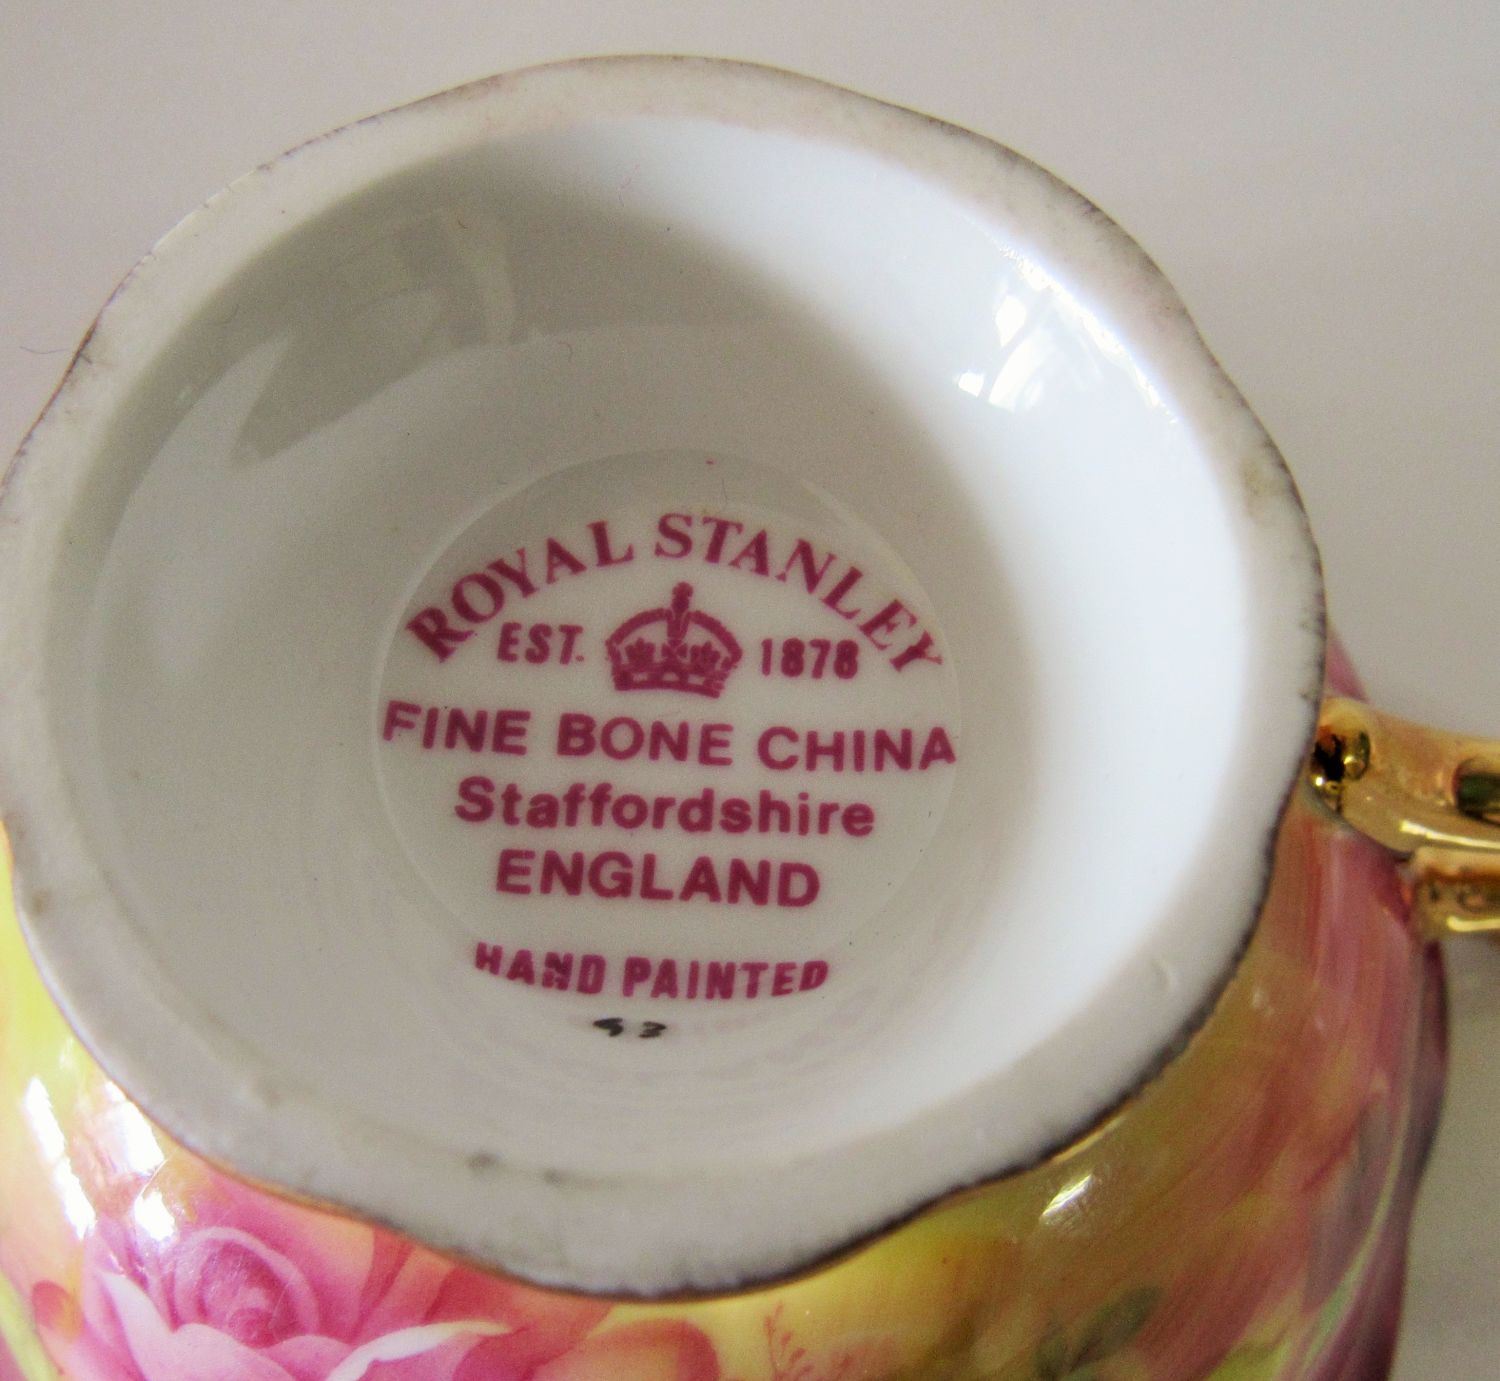 ROYAL STANLEY
EST. 1878
FINE BONE CHINA
Staffordshire
ENGLAND
HAND PAINTED